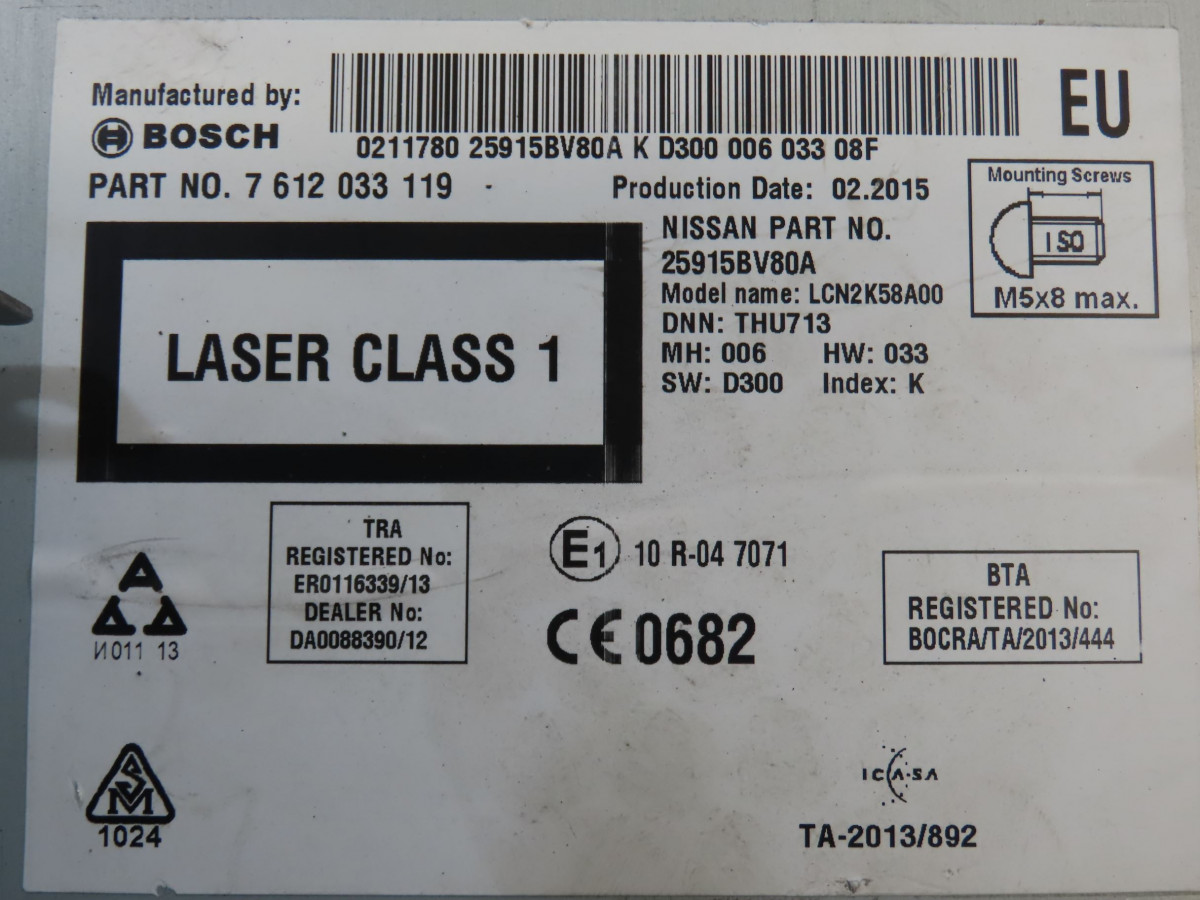 Manufactured by:
BOSCH
0211780 25915BV80A K D300 006 033 08F
EU
PART NO. 7 612 033 119
Production Date: 02.2015
Mounting Screws
ISO
M5x8 max.
LASER CLASS 1
NISSAN PART NO.
25915BV80A
Model name: LCN2K58A00
DNN: THU713
MH: 006 HW: 033
SW: D300 Index: K
И011 13
TRA
REGISTERED No:
ER0116339/13
DEALER No:
DA0088390/12
E1 10 R-04 7071
CE 0682
BTA
REGISTERED No:
BOCRA/TA/2013/444
SM
1024
ICASA
TA-2013/892